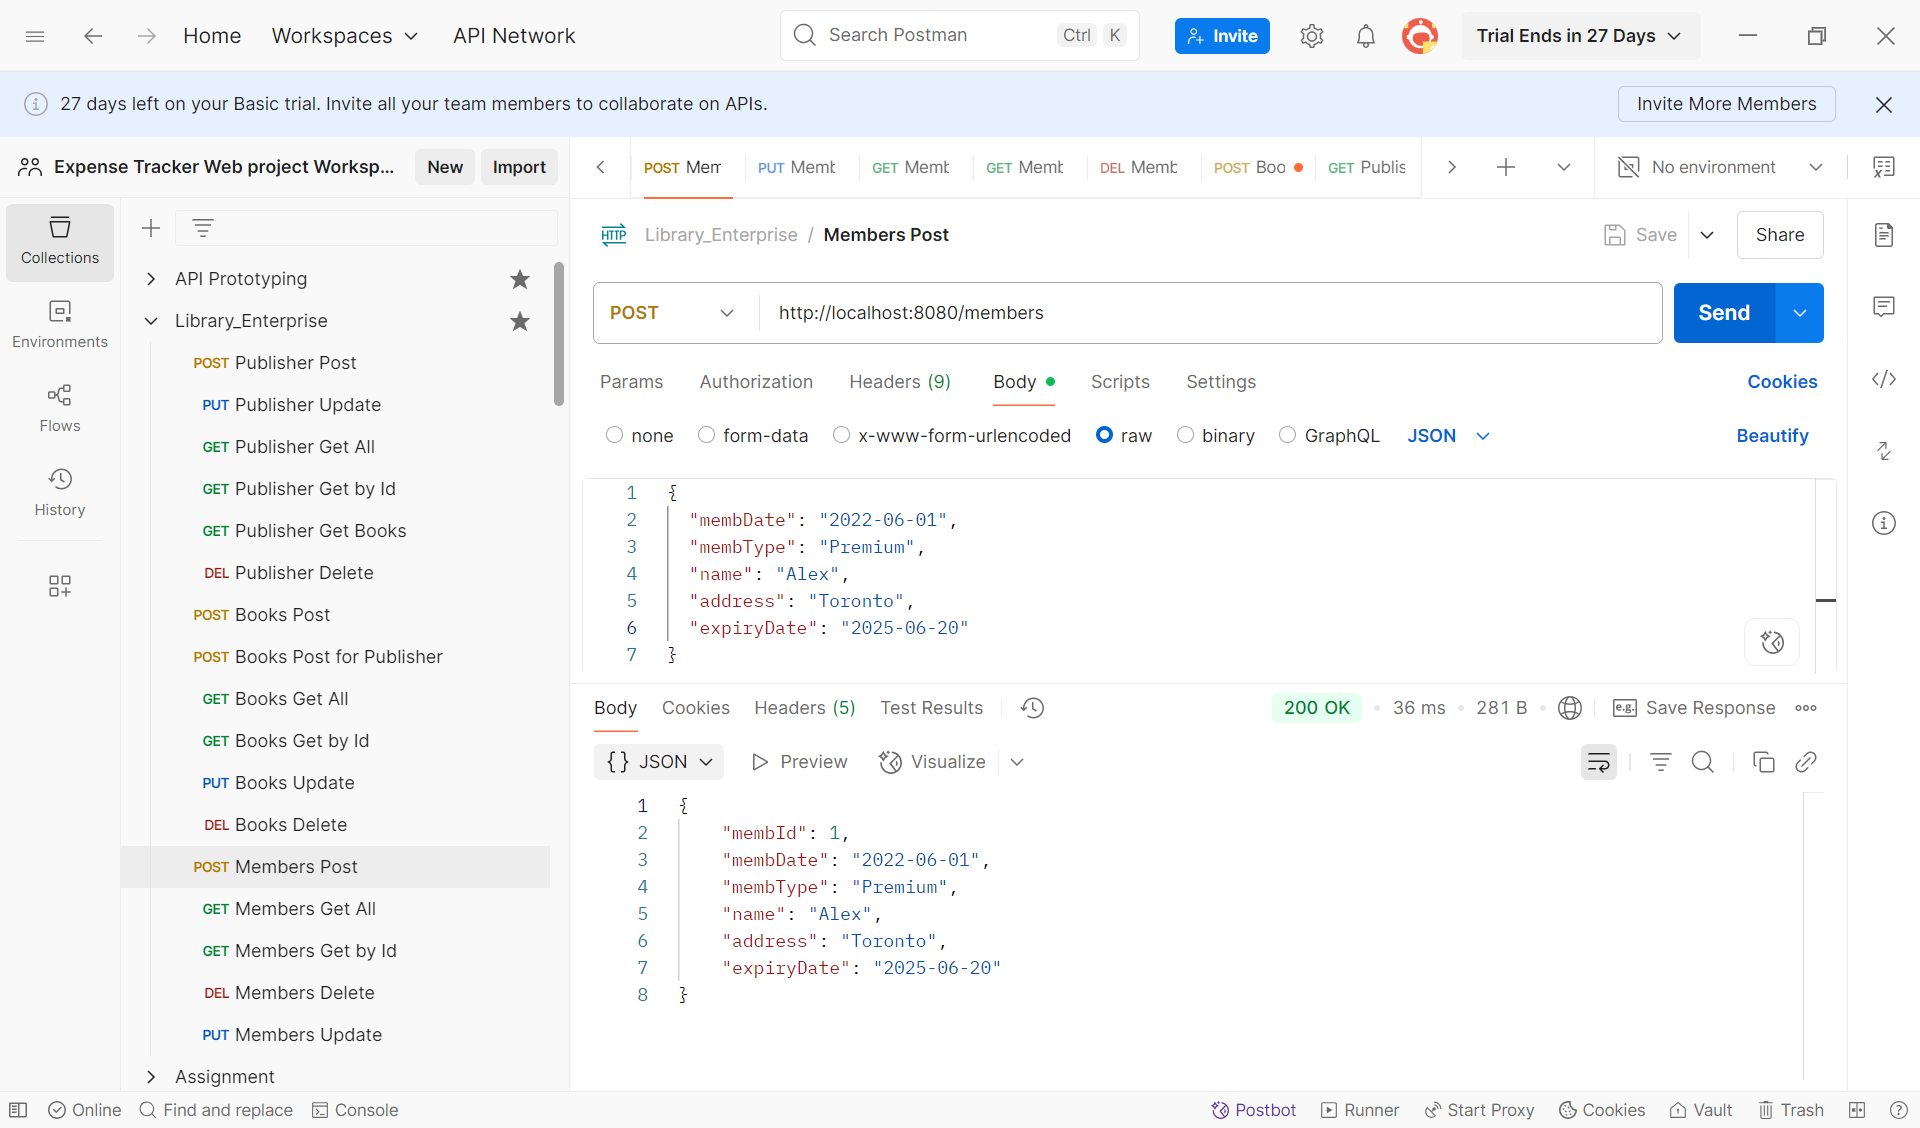 Home
Workspaces
API Network
Search Postman
Ctrl K
Invite
Trial Ends in 27 Days
27 days left on your Basic trial. Invite all your team members to collaborate on APIs.
Invite More Members
Expense Tracker Web project Worksp...
New
Import
POST Mem
PUT Memb
GET Memb
GET Memb
DEL Memb
POST Boo
GET Publis
No environment
Collections
Environments
Flows
History
API Prototyping
Library_Enterprise
POST Publisher Post
PUT Publisher Update
GET Publisher Get All
GET Publisher Get by Id
GET Publisher Get Books
DEL Publisher Delete
POST Books Post
POST Books Post for Publisher
GET Books Get All
GET Books Get by Id
PUT Books Update
DEL Books Delete
POST Members Post
GET Members Get All
GET Members Get by Id
DEL Members Delete
PUT Members Update
Assignment
HTTP Library_Enterprise / Members Post
Save
Share
POST
http://localhost:8080/members
Send
Params
Authorization
Headers (9)
Body
Scripts
Settings
Cookies
none
form-data
x-www-form-urlencoded
raw
binary
GraphQL
JSON
Beautify
1 {
2 "membDate": "2022-06-01",
3 "membType": "Premium",
4 "name": "Alex",
5 "address": "Toronto",
6 "expiryDate": "2025-06-20"
7 }
Body
Cookies
Headers (5)
Test Results
200 OK
36 ms
281 B
e.g. Save Response
{} JSON
Preview
Visualize
1 {
2 "membId": 1,
3 "membDate": "2022-06-01",
4 "membType": "Premium",
5 "name": "Alex",
6 "address": "Toronto",
7 "expiryDate": "2025-06-20"
8 }
Online
Find and replace
Console
Postbot
Runner
Start Proxy
Cookies
Vault
Trash